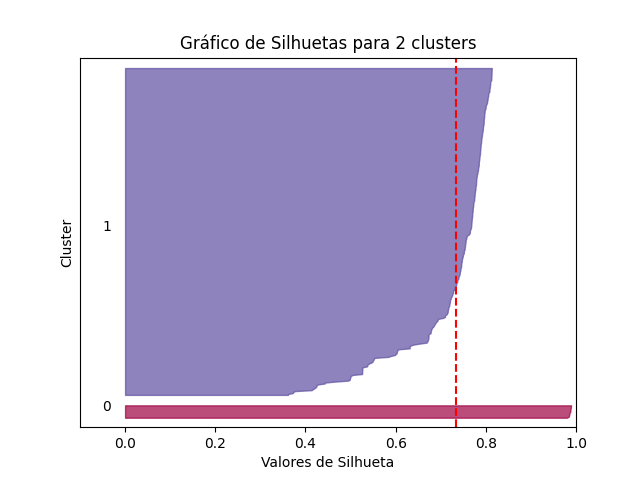 Gráfico de Silhuetas para 2 clusters
Cluster
1
0
0.0 0.2 0.4 0.6 0.8 1.0
Valores de Silhueta